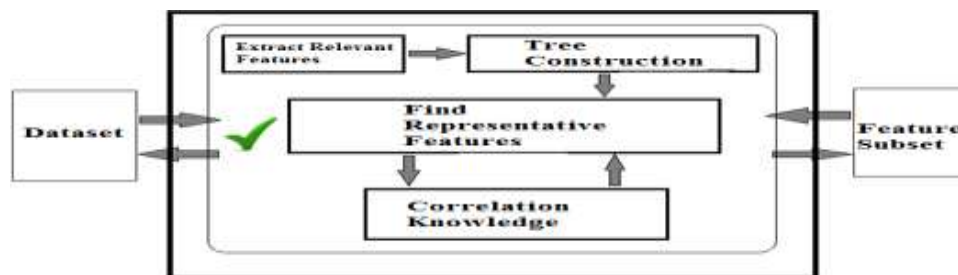 Extract Relevant
Features
Tree
Construction
Dataset
Find
Representative
Features
Feature
Subset
Correlation
Knowledge